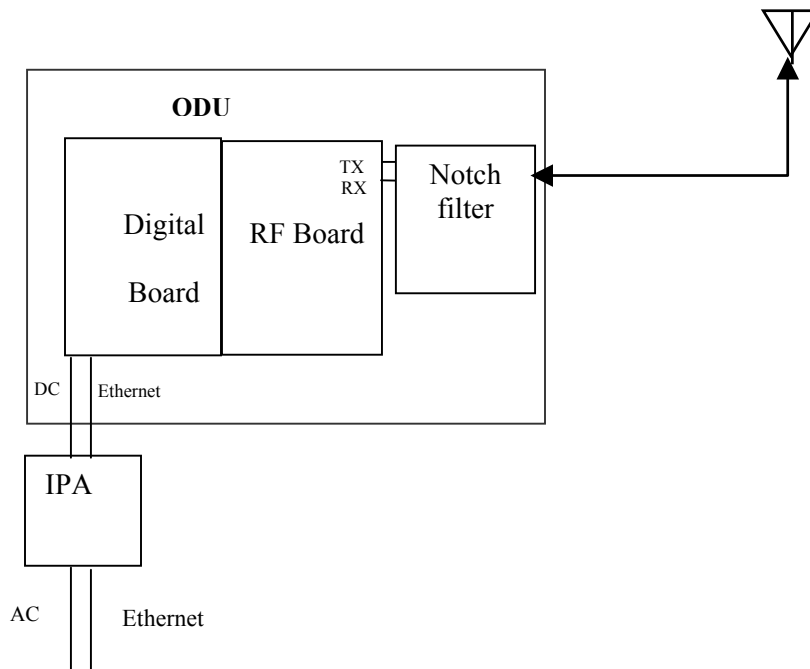 ODU
TX
RX
Notch
filter
Digital
Board
RF Board
DC
Ethernet
IPA
AC
Ethernet